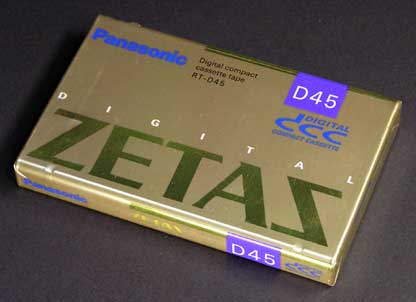 Panasonic
Digital compact
cassette tape
RT-D45
D45
DIGITAL
dcc
COMPACT CASSETTE
DIGITAL
ZETAS
Panasonic
ZETAS
D45
dcc